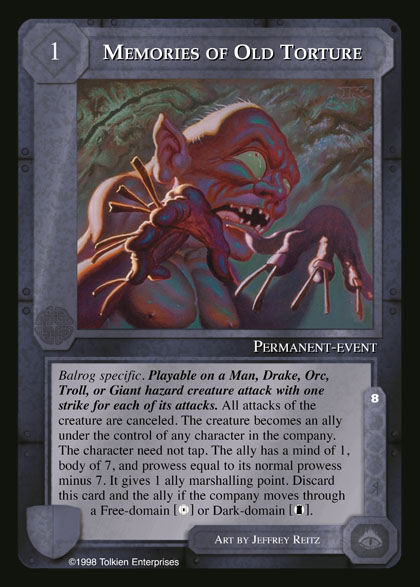 1
MEMORIES OF OLD TORTURE
PERMANENT-EVENT
Balrog specific. Playable on a Man, Drake, Orc,
Troll, or Giant hazard creature attack with one
strike for each of its attacks. All attacks of the
creature are canceled. The creature becomes an ally
under the control of any character in the company.
The character need not tap. The ally has a mind of 1,
body of 7, and prowess equal to its normal prowess
minus 7. It gives 1 ally marshalling point. Discard
this card and the ally if the company moves through
a Free-domain [] or Dark-domain [].
8
ART BY JEFFREY REITZ
©1998 Tolkien Enterprises